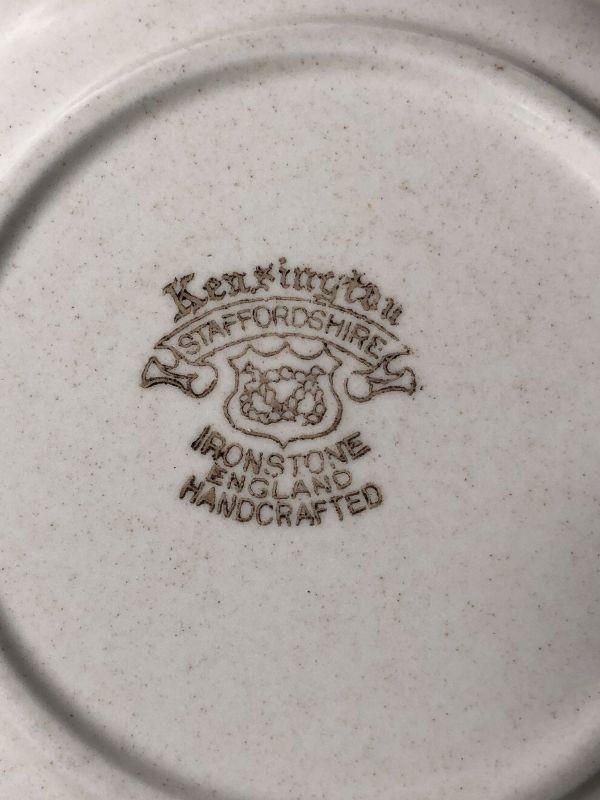 Kensington
STAFFORDSHIRE
IRONSTONE
ENGLAND
HANDCRAFTED